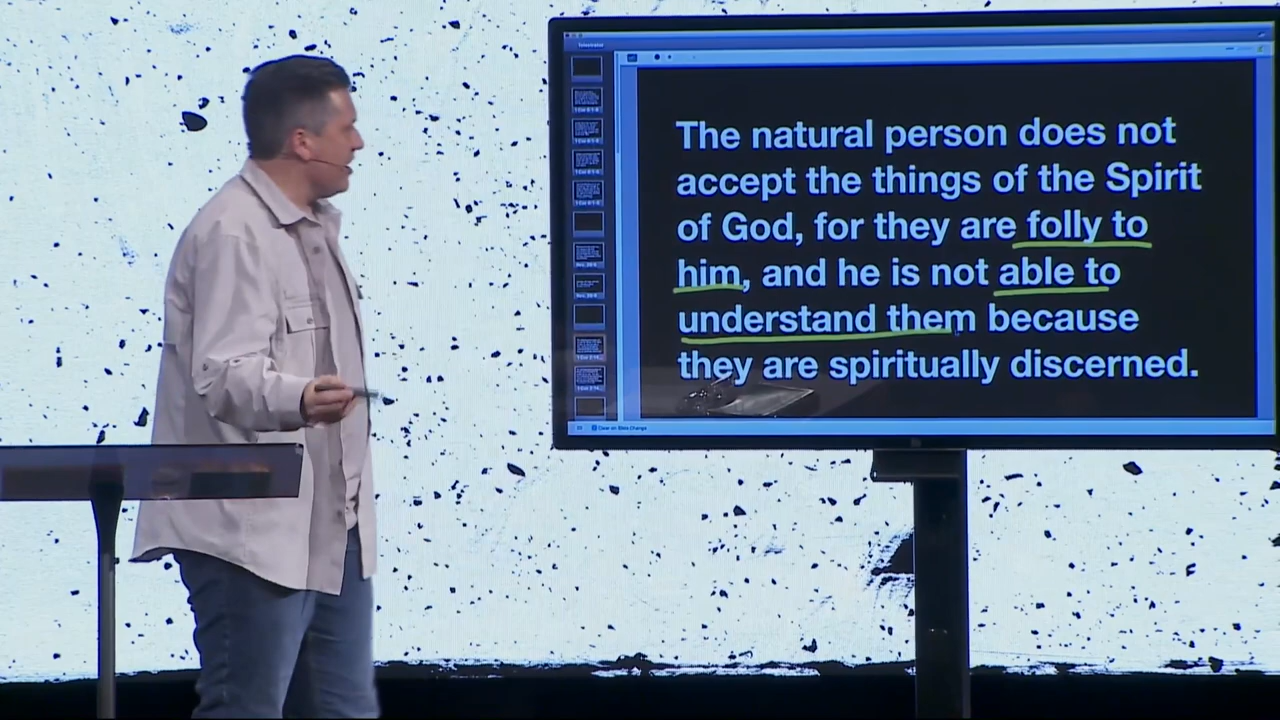 Telestrator
The natural person does not
accept the things of the Spirit
of God, for they are folly to
him, and he is not able to
understand them because
they are spiritually discerned.